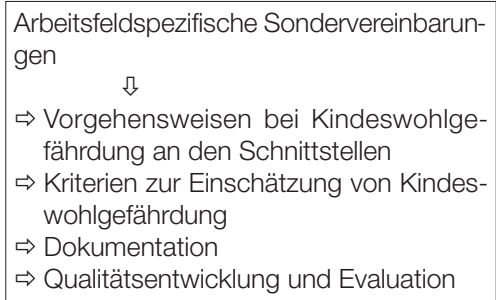 Arbeitsfeldspezifische Sondervereinbarun-
gen
⇩
⇨ Vorgehensweisen bei Kindeswohlge-
fährdung an den Schnittstellen
⇨ Kriterien zur Einschätzung von Kindes-
wohlgefährdung
⇨ Dokumentation
⇨ Qualitätsentwicklung und Evaluation